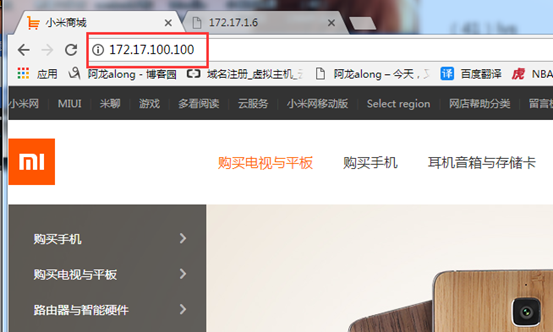 小米商城
172.17.1.6
172.17.100.100
应用 阿龙along - 博客园 域名注册_虚拟主机_云 阿龙along – 今天，又 百度翻译 NBA
小米网 MIUI 米聊 游戏 多看阅读 云服务 小米网移动版 Select region 网店帮助分类 留言板
购买电视与平板 购买手机 耳机音箱与存储卡
购买手机
购买电视与平板
路由器与智能硬件